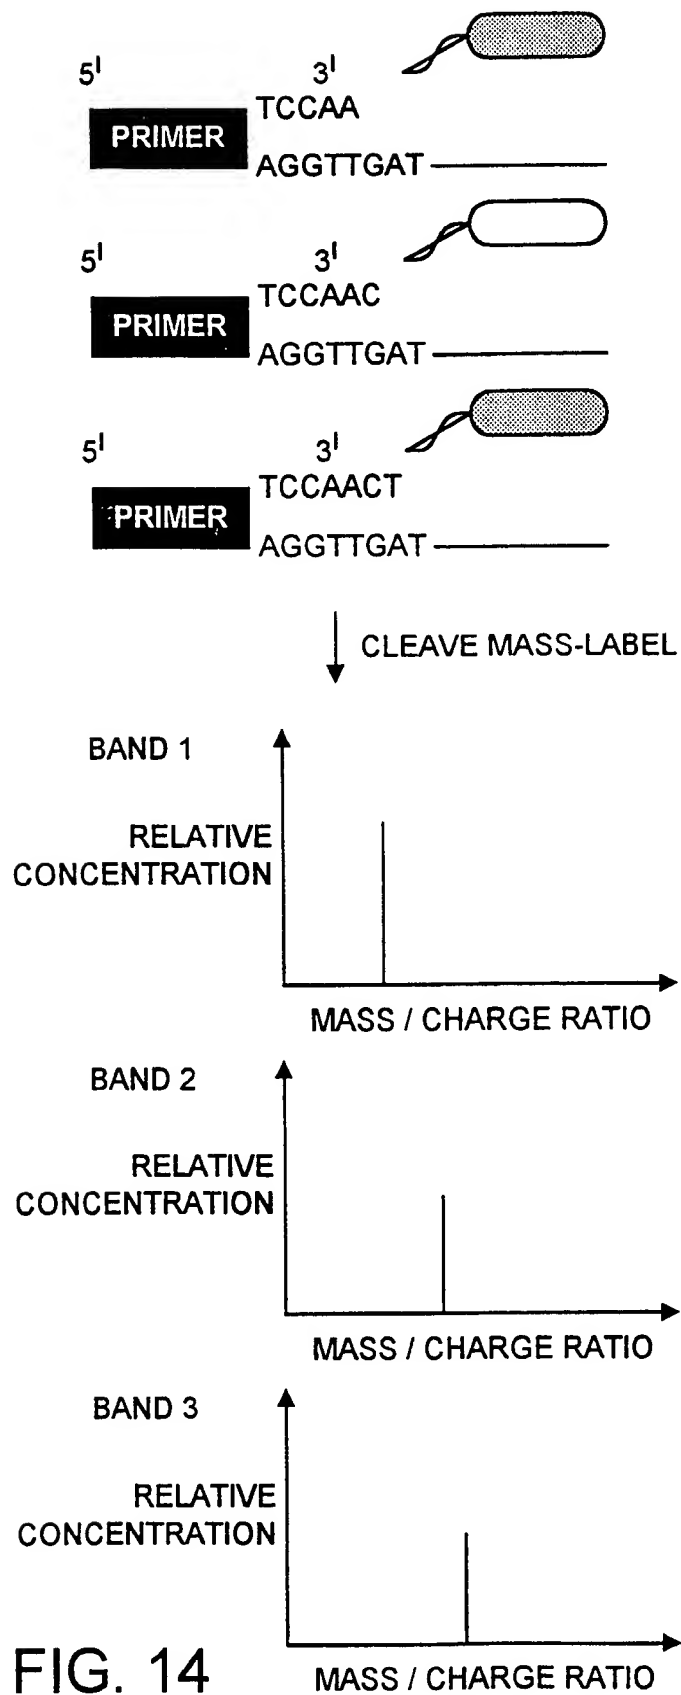 5' 3'
TCCAA
PRIMER
AGGTTGAT
5' 3'
TCCAAC
PRIMER
AGGTTGAT
5' 3'
TCCAACT
PRIMER
AGGTTGAT
CLEAVE MASS-LABEL
BAND 1
RELATIVE
CONCENTRATION
MASS / CHARGE RATIO
BAND 2
RELATIVE
CONCENTRATION
MASS / CHARGE RATIO
BAND 3
RELATIVE
CONCENTRATION
MASS / CHARGE RATIO
FIG. 14